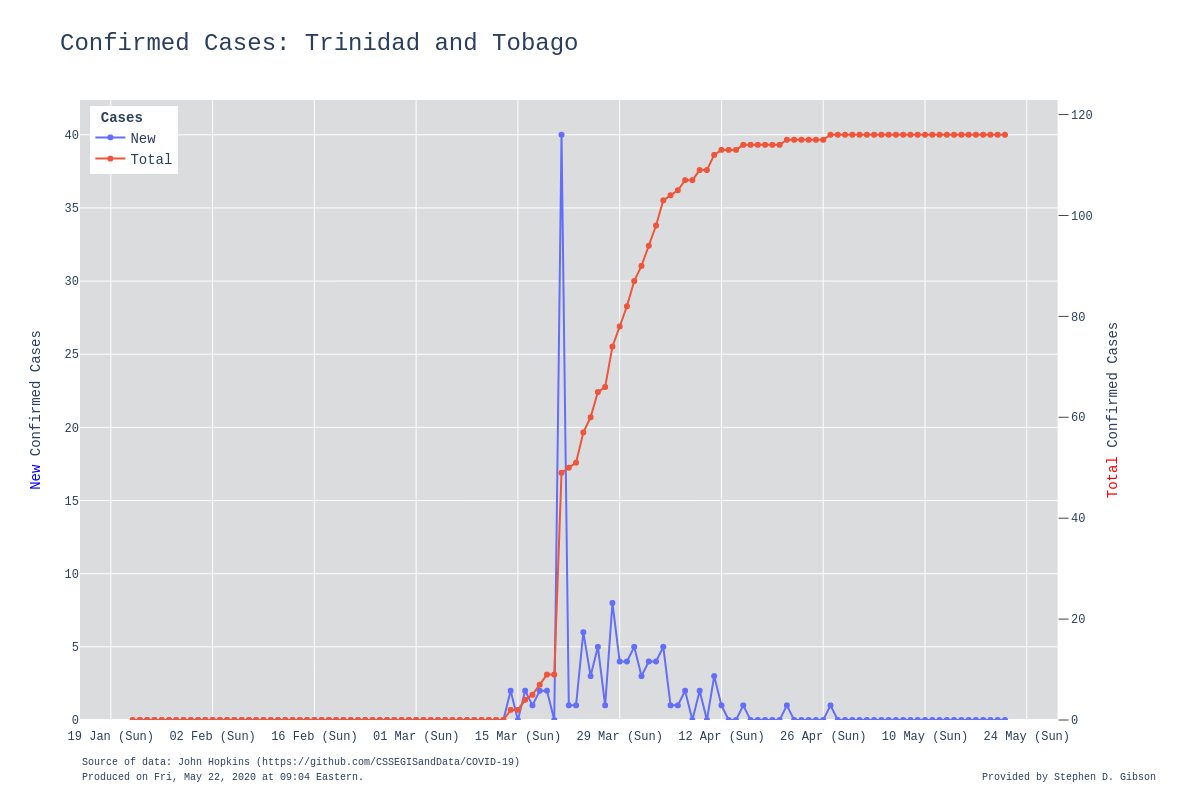 Confirmed Cases: Trinidad and Tobago
Cases
New
Total
40
35
30
25
20
15
10
5
0
New Confirmed Cases
120
100
80
60
40
20
0
Total Confirmed Cases
19 Jan (Sun) 02 Feb (Sun) 16 Feb (Sun) 01 Mar (Sun) 15 Mar (Sun) 29 Mar (Sun) 12 Apr (Sun) 26 Apr (Sun) 10 May (Sun) 24 May (Sun)
Source of data: John Hopkins (https://github.com/CSSEGISandData/COVID-19)
Produced on Fri, May 22, 2020 at 09:04 Eastern.
Provided by Stephen D. Gibson